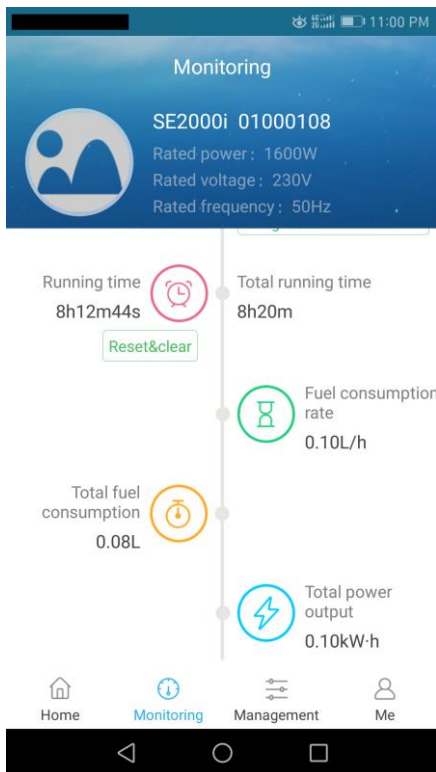 11:00 PM
Monitoring
SE2000i 01000108
Rated power: 1600W
Rated voltage: 230V
Rated frequency: 50Hz
Running time
8h12m44s
Reset&clear
Total running time
8h20m
Fuel consumption
rate
0.10L/h
Total fuel
consumption
0.08L
Total power
output
0.10kW·h
Home
Monitoring
Management
Me